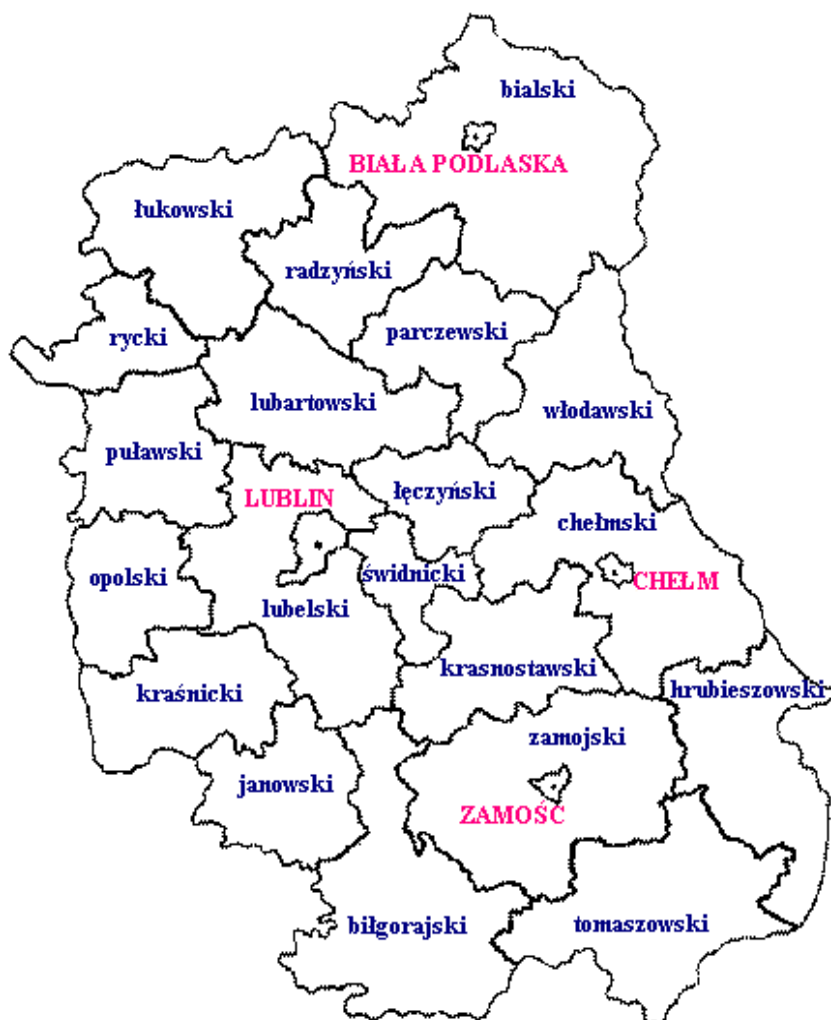 bialski
BIAŁA PODLASKA
łukowski
radzyński
rycki
parczewski
lubartowski
włodawski
puławski
LUBLIN
łęczyński
chełmski
opolski
świdnicki
CHEŁM
lubelski
krasnostawski
kraśnicki
hrubieszowski
zamojski
janowski
ZAMOŚĆ
biłgorajski
tomaszowski